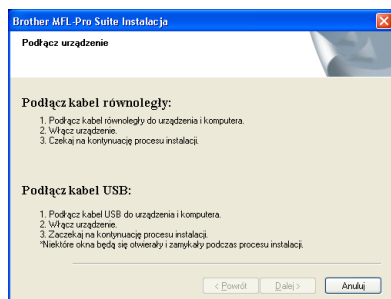 Brother MFL-Pro Suite Instalacja
Podłącz urządzenie
Podłącz kabel równoległy:
1. Podłącz kabel równoległy do urządzenia i komputera.
2. Włącz urządzenie.
3. Czekaj na kontynuację procesu instalacji.
Podłącz kabel USB:
1. Podłącz kabel USB do urządzenia i komputera.
2. Włącz urządzenie.
3. Zaczekaj na kontynuację procesu instalacji.
*Niektóre okna będą się otwierały i zamykały podczas procesu instalacji.
< Powrót Dalej > Anuluj